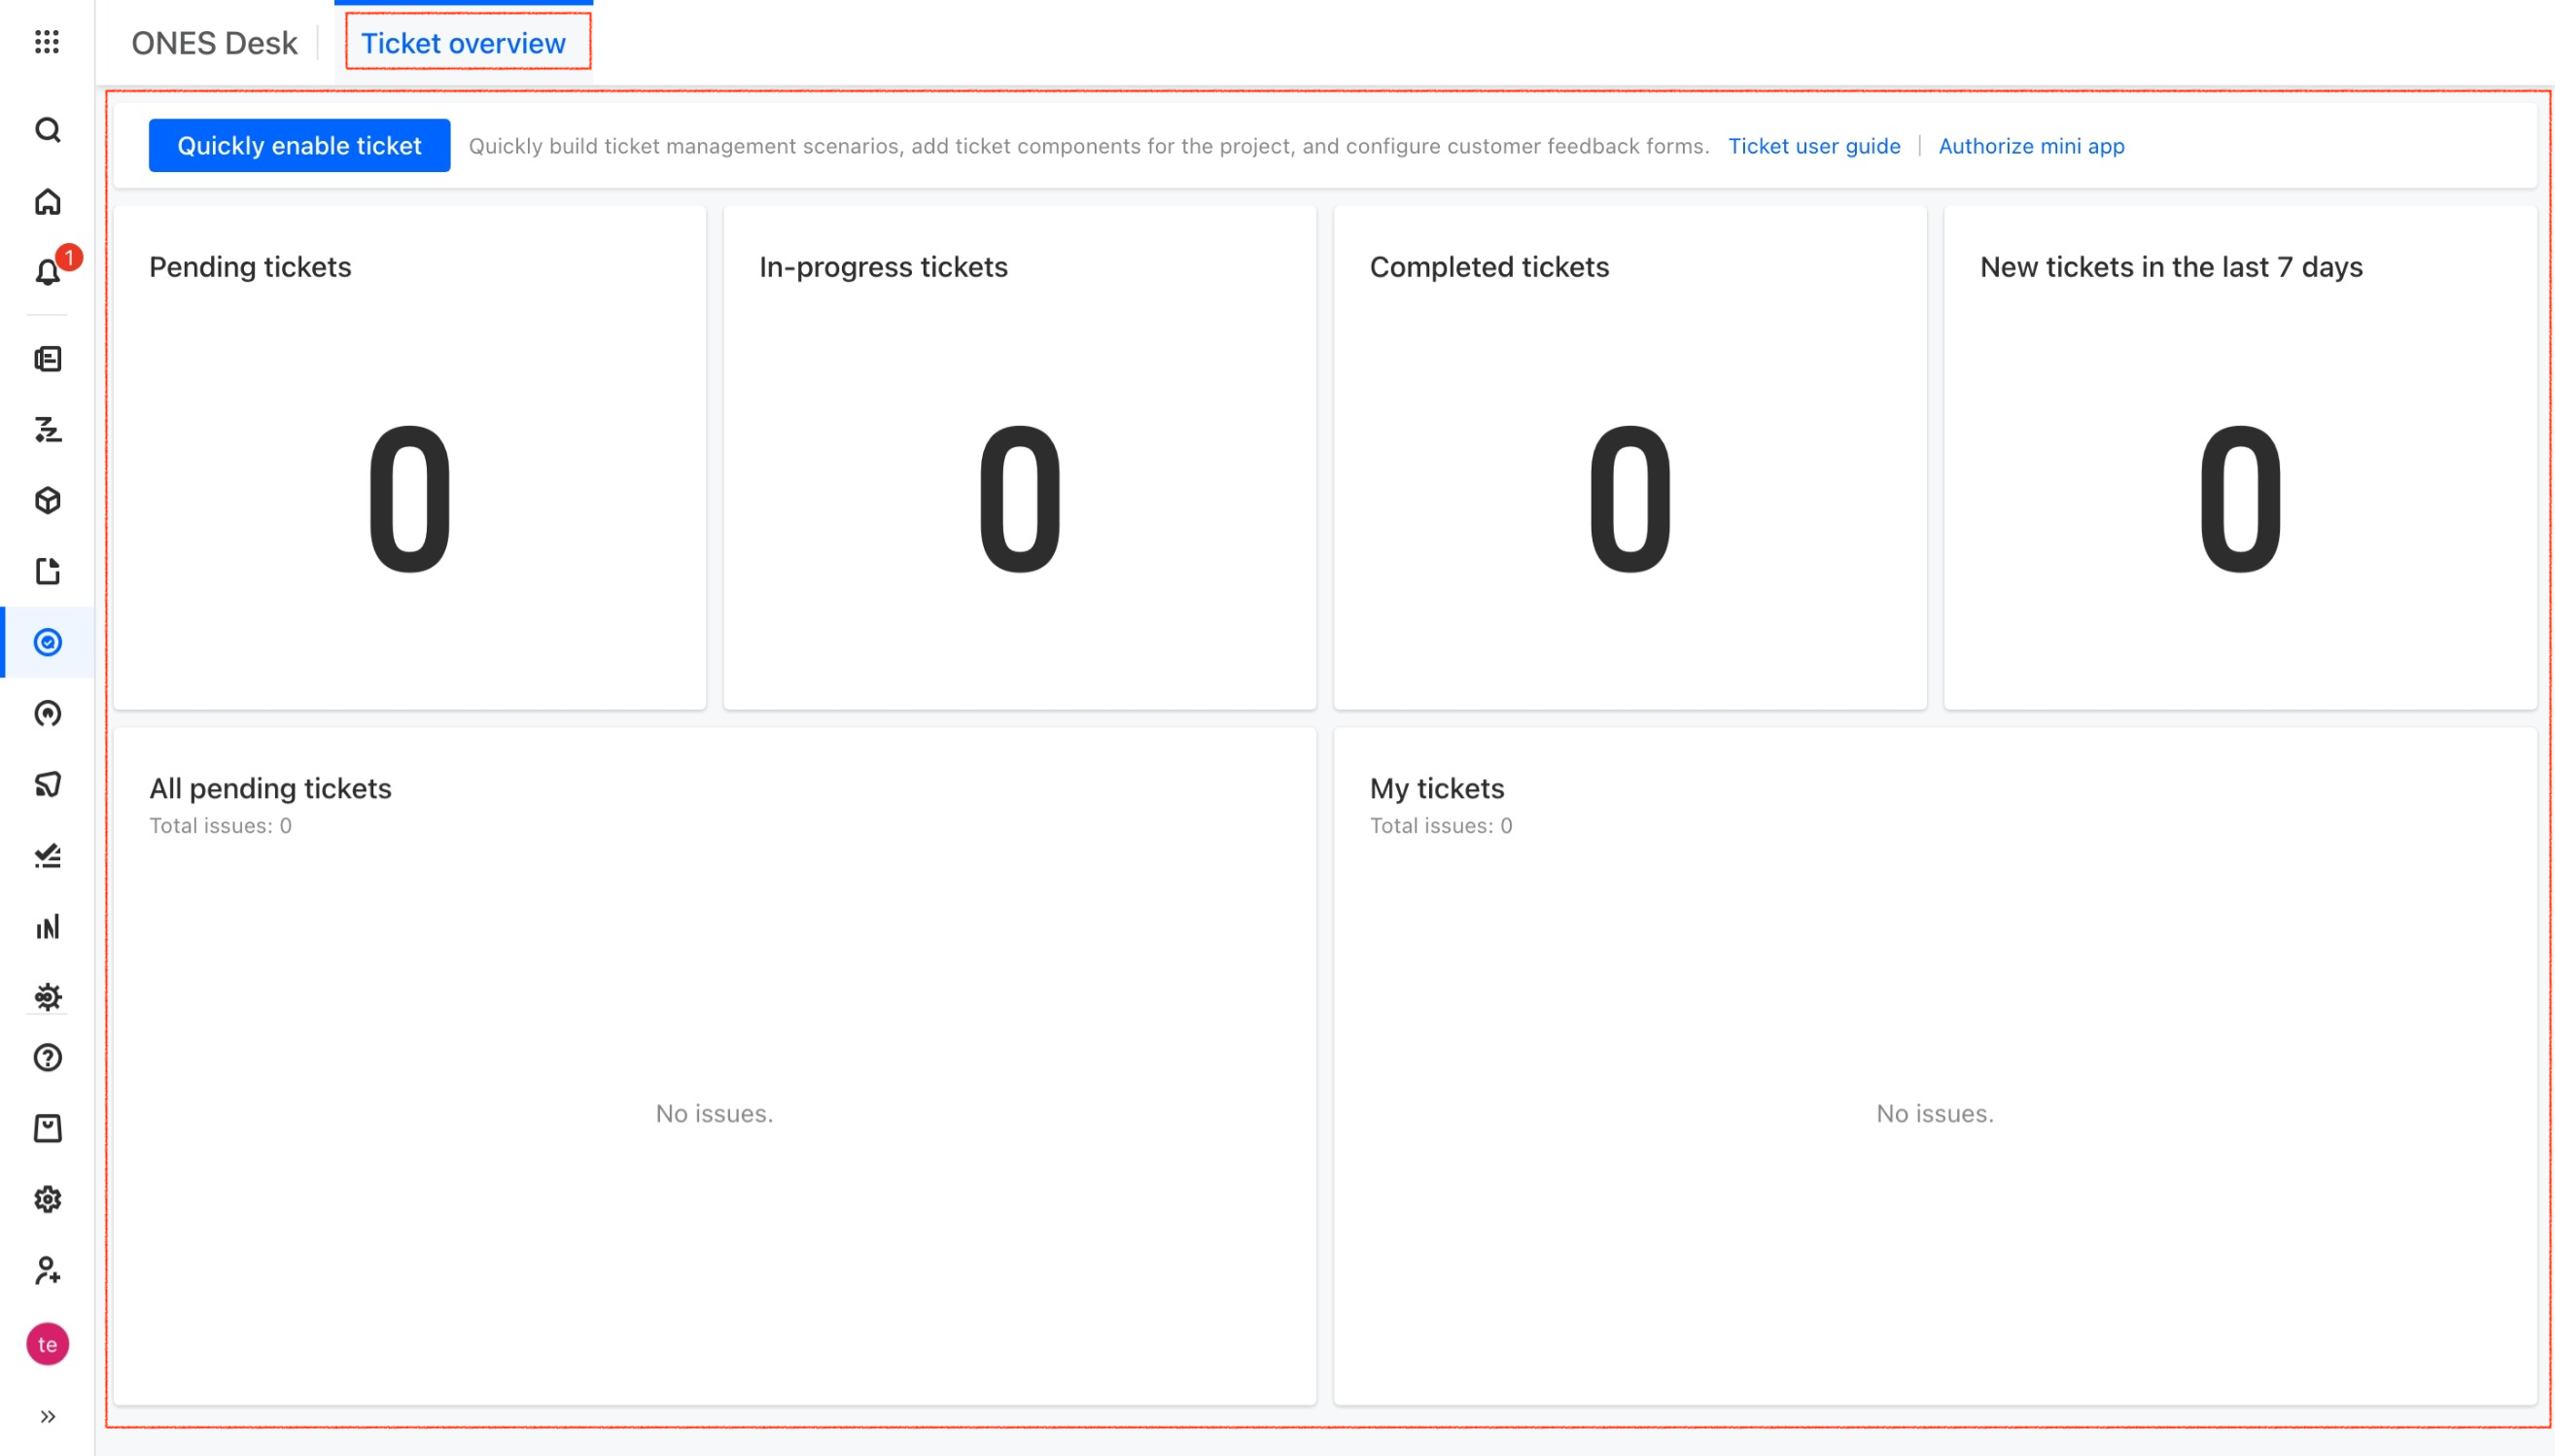 ONES Desk
Ticket overview
1
Quickly enable ticket
Quickly build ticket management scenarios, add ticket components for the project, and configure customer feedback forms.
Ticket user guide
Authorize mini app
Pending tickets
0
In-progress tickets
0
Completed tickets
0
New tickets in the last 7 days
0
All pending tickets
Total issues: 0
No issues.
My tickets
Total issues: 0
No issues.
te